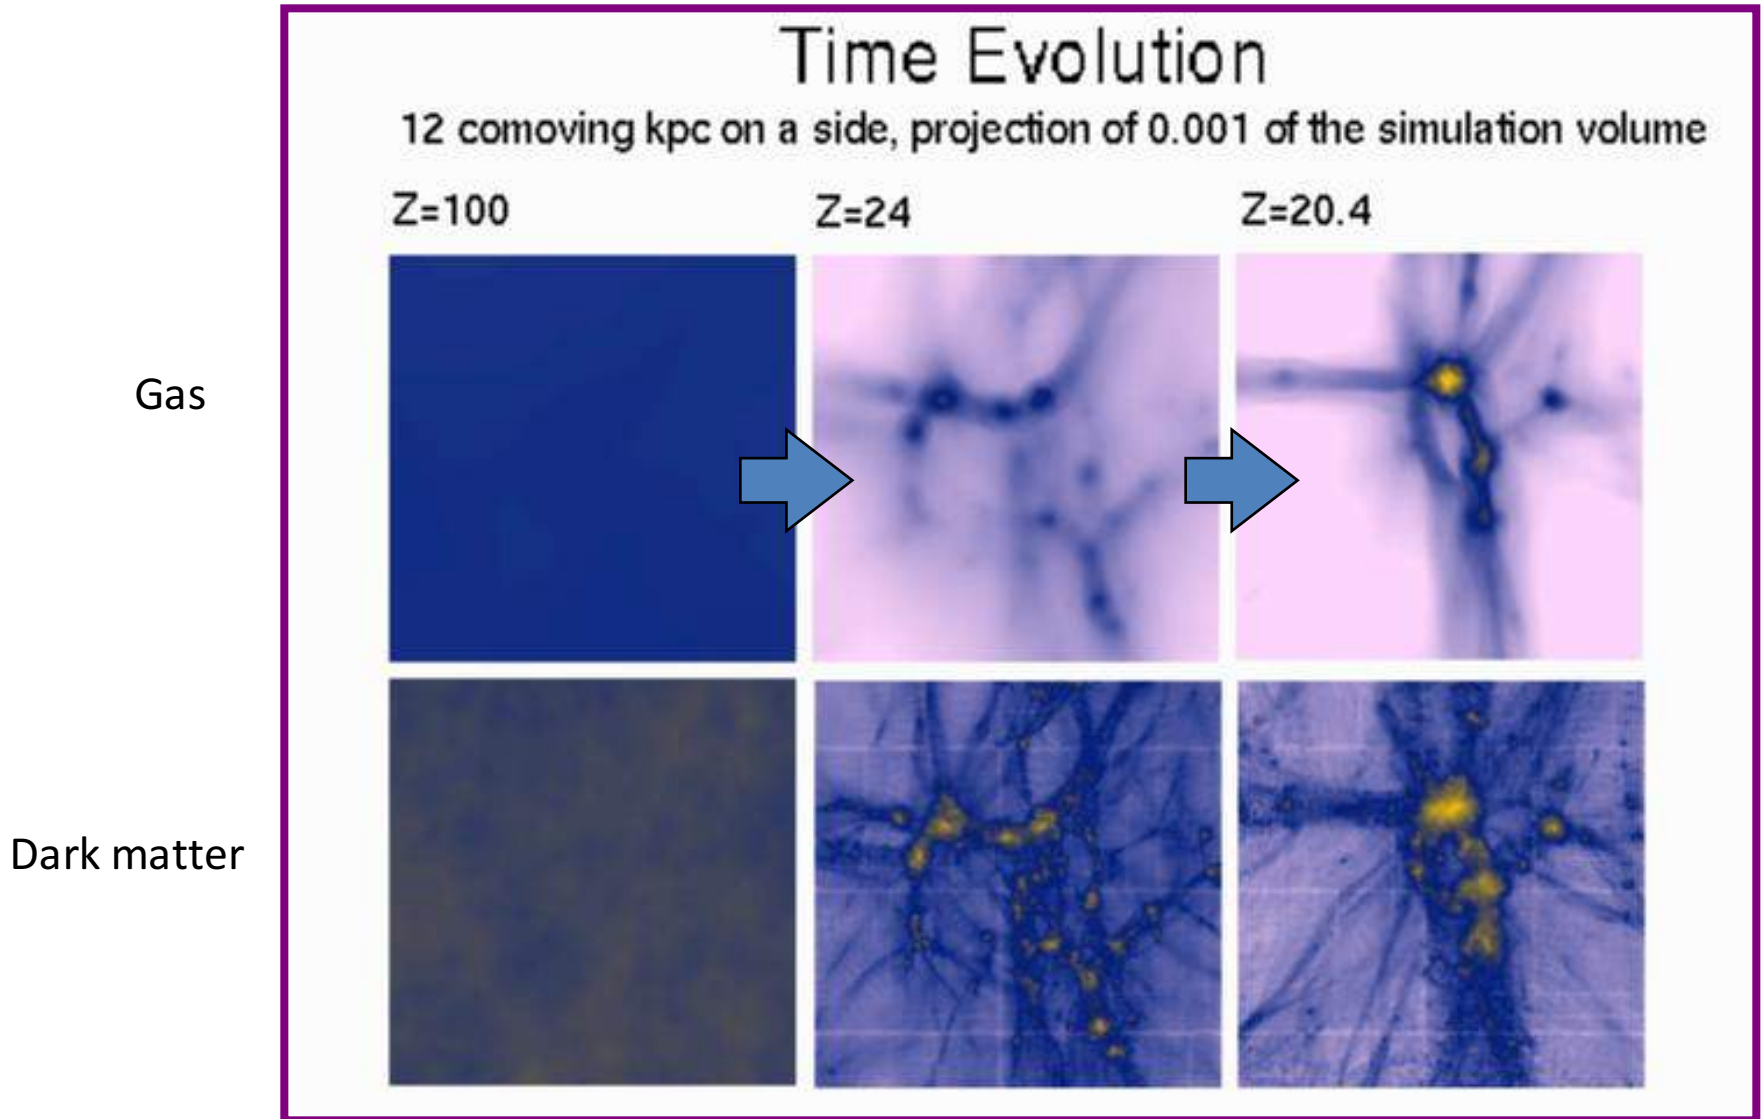 Time Evolution
12 comoving kpc on a side, projection of 0.001 of the simulation volume
Z=100
Z=24
Z=20.4
Gas
Dark matter